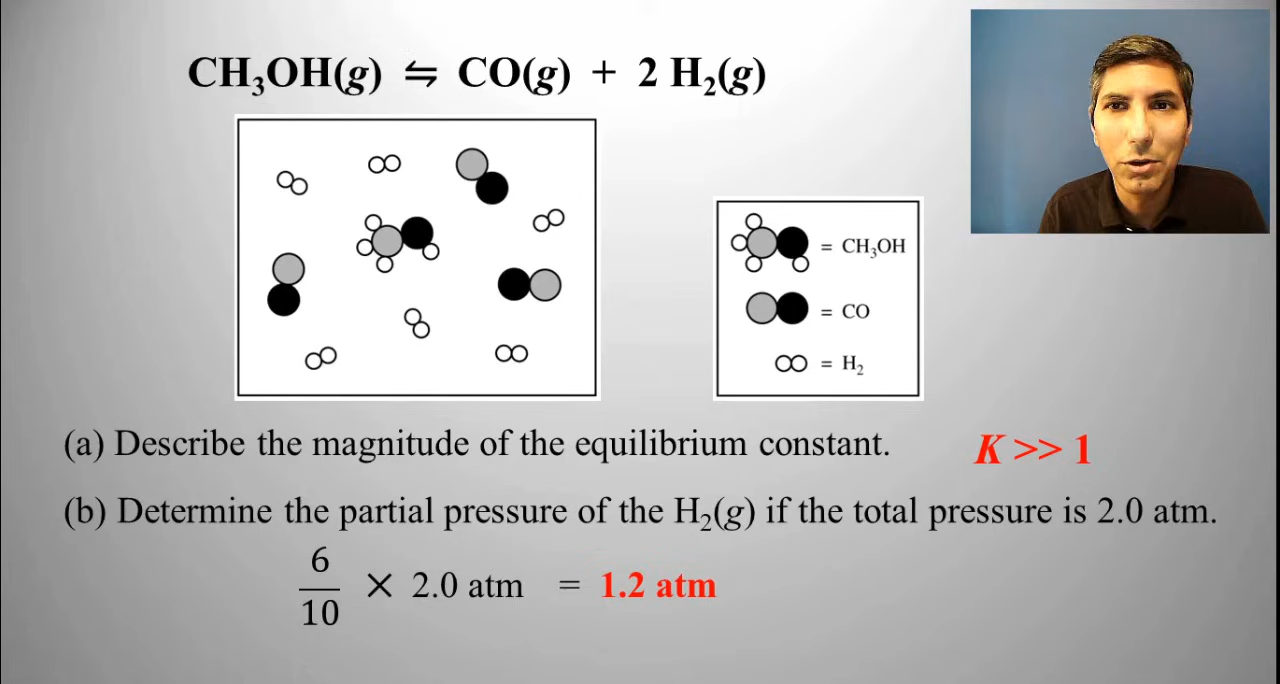 CH₃OH(g) ⇋ CO(g) + 2 H₂(g)
= CH₃OH
= CO
= H₂
(a) Describe the magnitude of the equilibrium constant. K >> 1
(b) Determine the partial pressure of the H₂(g) if the total pressure is 2.0 atm.
6/10 × 2.0 atm = 1.2 atm